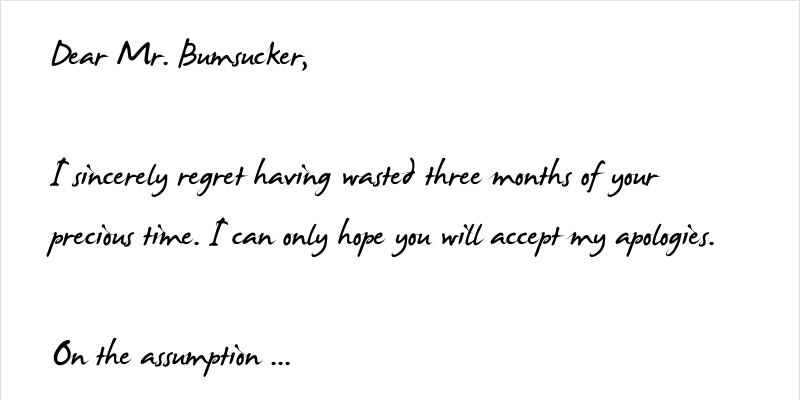 Dear Mr. Bumsucker,
I sincerely regret having wasted three months of your
precious time. I can only hope you will accept my apologies.
On the assumption ...